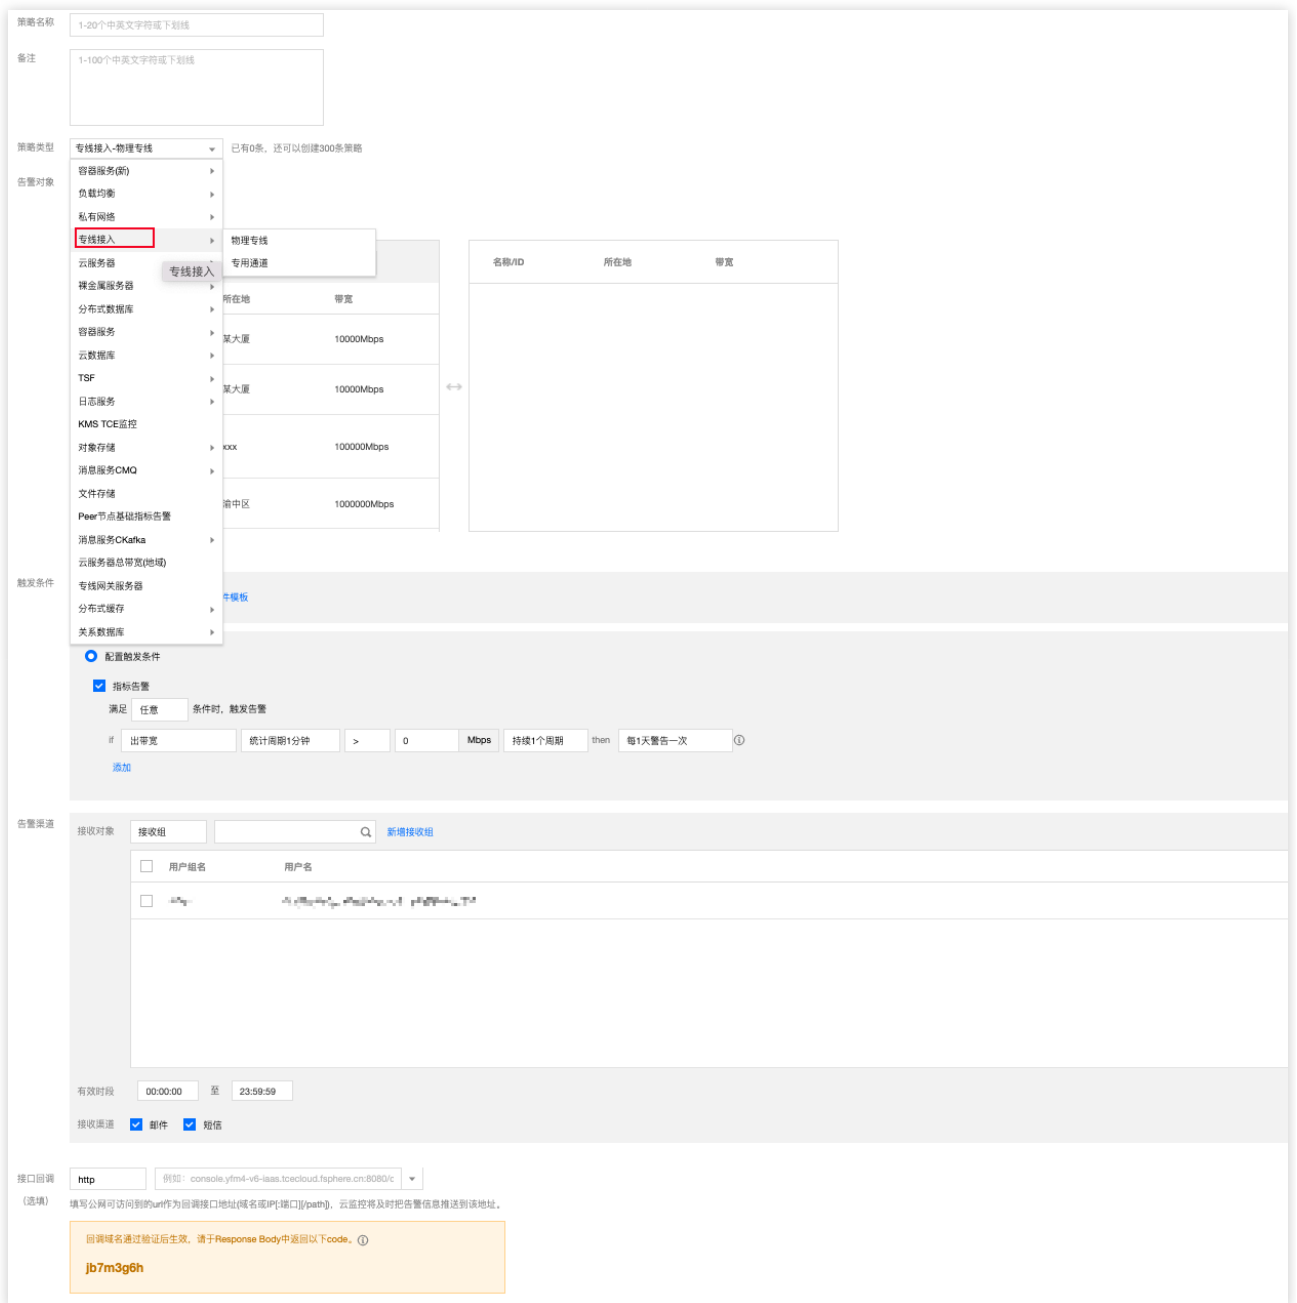 策略名称 1-20个中英文字符或下划线
备注 1-100个中英文字符或下划线
策略类型 专线接入-物理专线 已有0条，还可以创建300条策略
告警对象
容器服务(新)
负载均衡
私有网络
专线接入
物理专线
专用通道
云服务器
专线接入
裸金属服务器
分布式数据库
容器服务
云数据库
TSF
日志服务
KMS TCE监控
对象存储
消息服务CMQ
文件存储
Peer节点基础指标告警
消息服务CKafka
云服务器总带宽(地域)
专线网关服务器
分布式缓存
关系数据库
所在地 带宽
某大厦 10000Mbps
某大厦 10000Mbps
xxx 100000Mbps
渝中区 1000000Mbps
名称/ID 所在地 带宽
触发条件
件模板
配置触发条件
指标告警
满足 任意 条件时，触发告警
if 出带宽 统计周期1分钟 > 0 Mbps 持续1个周期 then 每1天警告一次
添加
告警渠道
接收对象 接收组 新增接收组
用户组名 用户名
有效时段 00:00:00 至 23:59:59
接收渠道 邮件 短信
接口回调 http 例如：console.yfm4-v6-iaas.tcecloud.fsphere.cn:8080/c
（选填） 填写公网可访问到的url作为回调接口地址(域名或IP[:端口][/path])，云监控将及时把告警信息推送到该地址。
回调域名通过验证后生效，请于Response Body中返回以下code。
jb7m3g6h